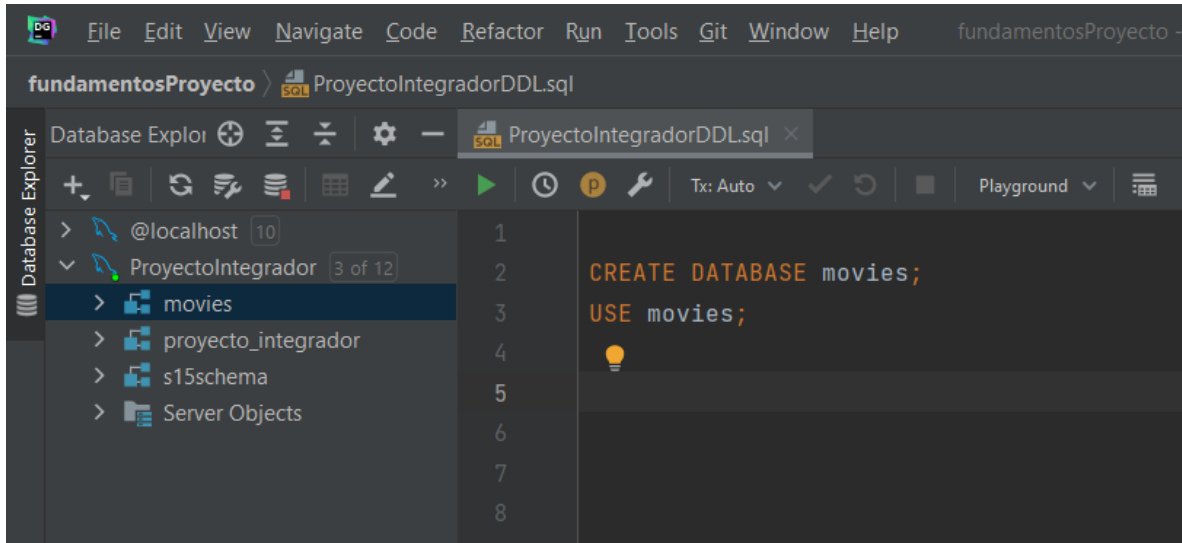 DG File Edit View Navigate Code Refactor Run Tools Git Window Help fundamentosProyecto -
fundamentosProyecto SQL ProyectoIntegradorDDL.sql
Database Explor SQL ProyectoIntegradorDDL.sql
Database Explorer
P Tx: Auto Playground
@localhost 10
ProyectoIntegrador 3 of 12
movies
proyecto_integrador
s15schema
Server Objects
1
2 CREATE DATABASE movies;
3 USE movies;
4
5
6
7
8